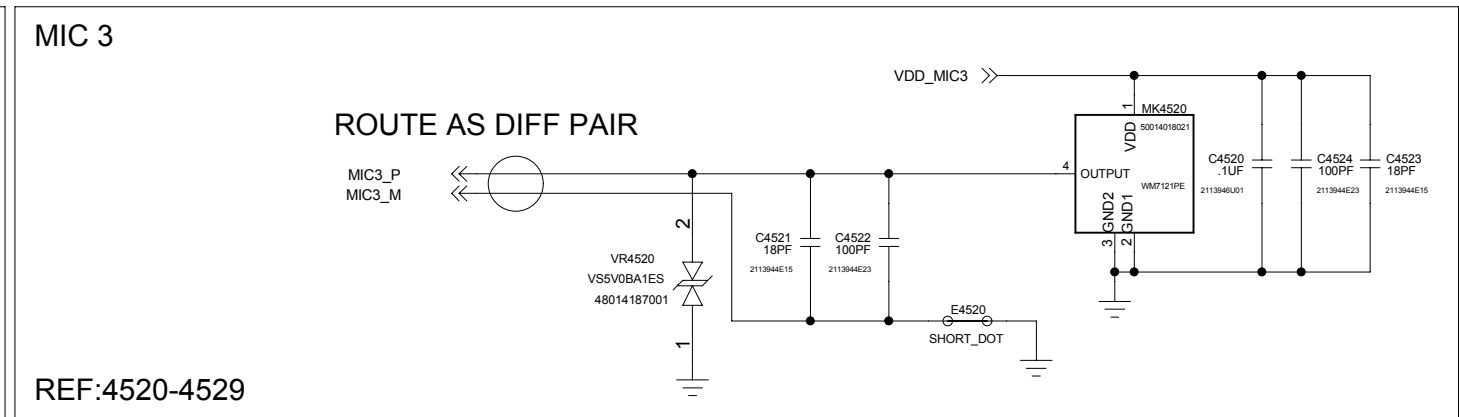 MIC 3
VDD_MIC3
ROUTE AS DIFF PAIR
MIC3_P
MIC3_M
1
VDD
MK4520
50014018021
4
OUTPUT
WM7121PE
GND2
GND1
3
2
C4520
.1UF
2113946U01
C4524
100PF
2113944E23
C4523
18PF
2113944E15
2
VR4520
VS5V0BA1ES
48014187001
1
C4521
18PF
2113944E15
C4522
100PF
2113944E23
E4520
SHORT_DOT
REF:4520-4529